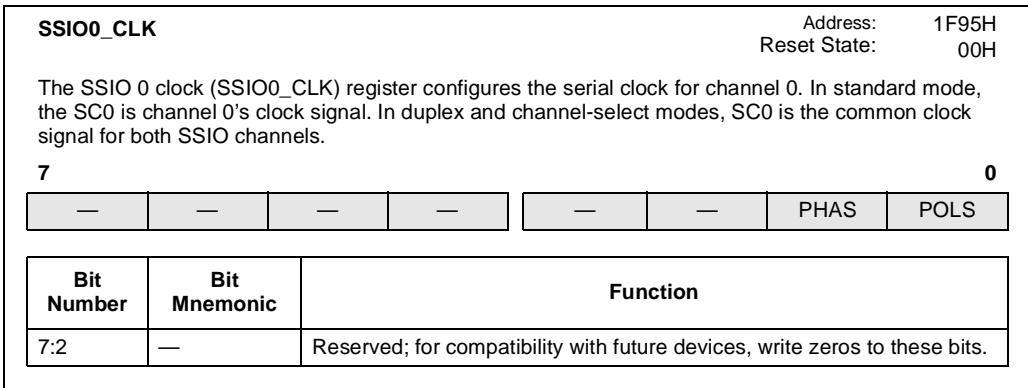 SSIO0_CLK Address: 1F95H
Reset State: 00H
The SSIO 0 clock (SSIO0_CLK) register configures the serial clock for channel 0. In standard mode,
the SC0 is channel 0's clock signal. In duplex and channel-select modes, SC0 is the common clock
signal for both SSIO channels.
7 0
— — — — — — PHAS POLS
Bit Number Bit Mnemonic Function
7:2 — Reserved; for compatibility with future devices, write zeros to these bits.